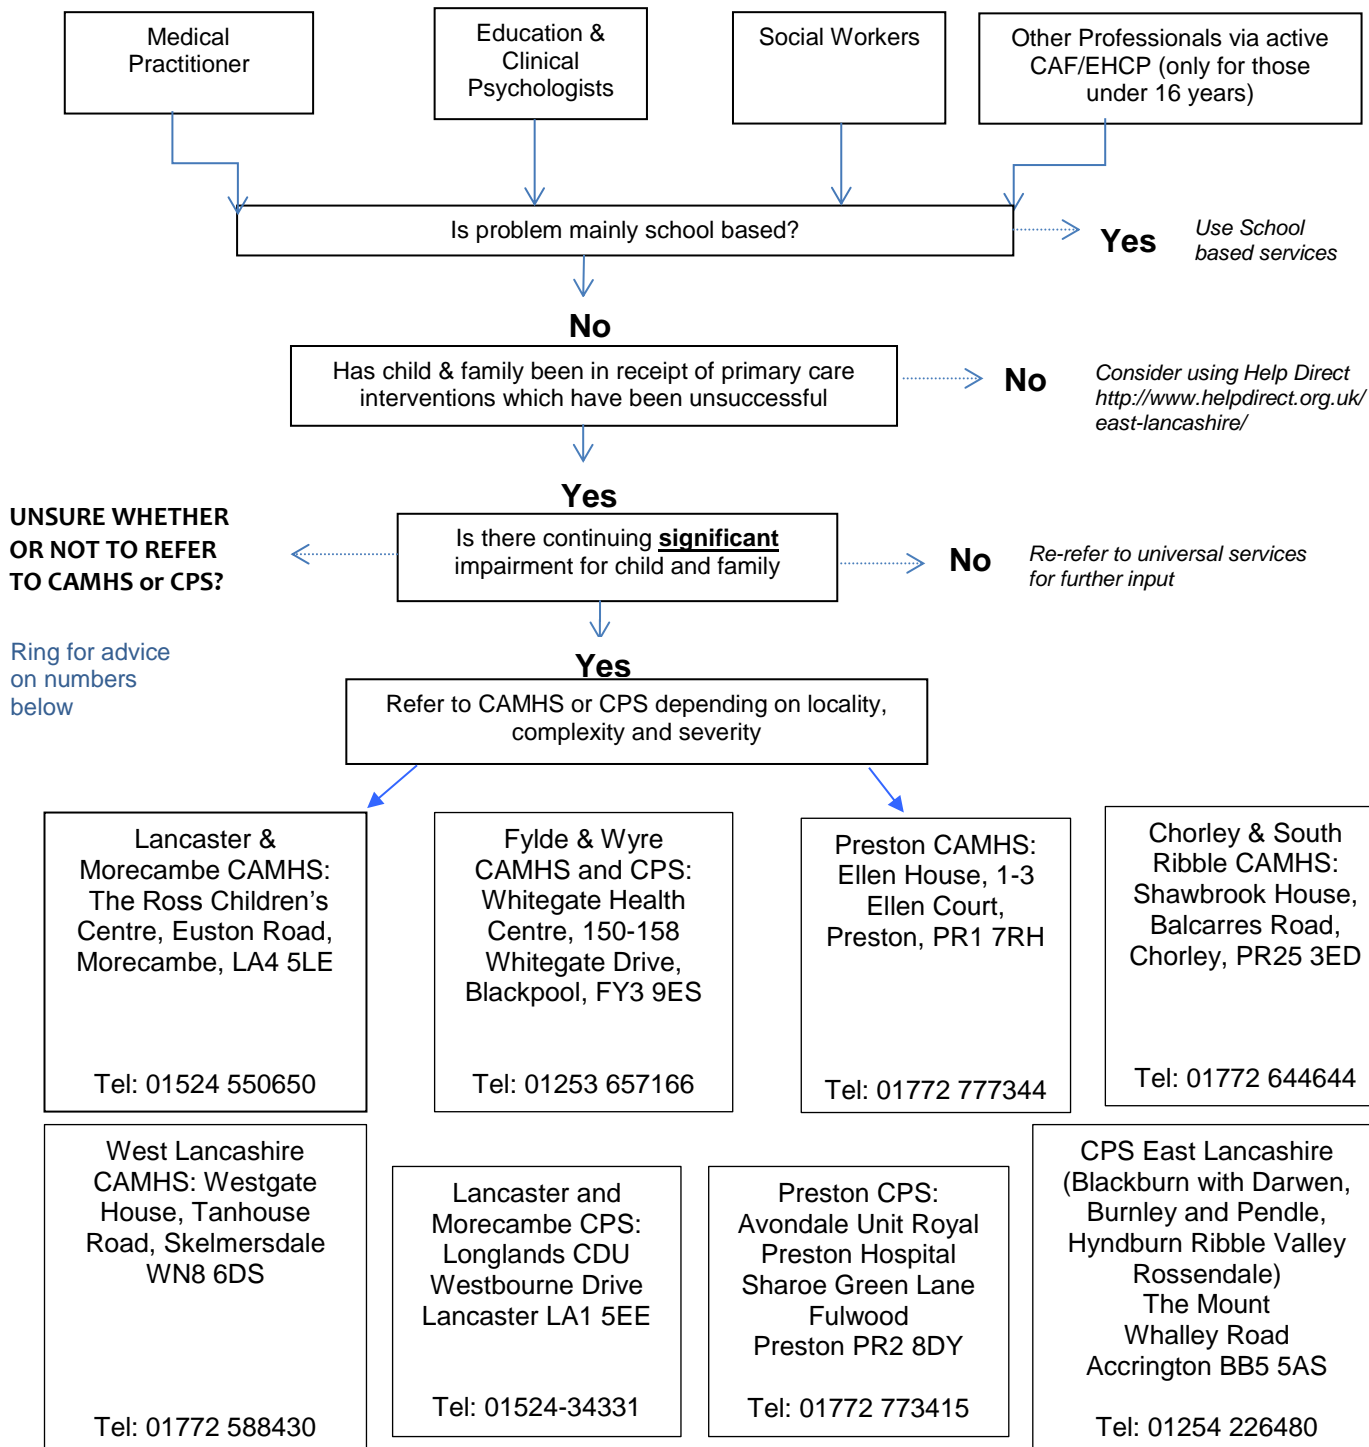 Medical
Practitioner
Education &
Clinical
Psychologists
Social Workers
Other Professionals via active
CAF/EHCP (only for those
under 16 years)
Is problem mainly school based?
Yes
Use School
based services
No
Has child & family been in receipt of primary care
interventions which have been unsuccessful
No
Consider using Help Direct
http://www.helpdirect.org.uk/
east-lancashire/
Yes
UNSURE WHETHER
OR NOT TO REFER
TO CAMHS or CPS?
Ring for advice
on numbers
below
Is there continuing significant
impairment for child and family
No
Re-refer to universal services
for further input
Yes
Refer to CAMHS or CPS depending on locality,
complexity and severity
Lancaster &
Morecambe CAMHS:
The Ross Children’s
Centre, Euston Road,
Morecambe, LA4 5LE
Tel: 01524 550650
Fylde & Wyre
CAMHS and CPS:
Whitegate Health
Centre, 150-158
Whitegate Drive,
Blackpool, FY3 9ES
Tel: 01253 657166
Preston CAMHS:
Ellen House, 1-3
Ellen Court,
Preston, PR1 7RH
Tel: 01772 777344
Chorley & South
Ribble CAMHS:
Shawbrook House,
Balcarres Road,
Chorley, PR25 3ED
Tel: 01772 644644
West Lancashire
CAMHS: Westgate
House, Tanhouse
Road, Skelmersdale
WN8 6DS
Tel: 01772 588430
Lancaster and
Morecambe CPS:
Longlands CDU
Westbourne Drive
Lancaster LA1 5EE
Tel: 01524-34331
Preston CPS:
Avondale Unit Royal
Preston Hospital
Sharoe Green Lane
Fulwood
Preston PR2 8DY
Tel: 01772 773415
CPS East Lancashire
(Blackburn with Darwen,
Burnley and Pendle,
Hyndburn Ribble Valley
Rossendale)
The Mount
Whalley Road
Accrington BB5 5AS
Tel: 01254 226480